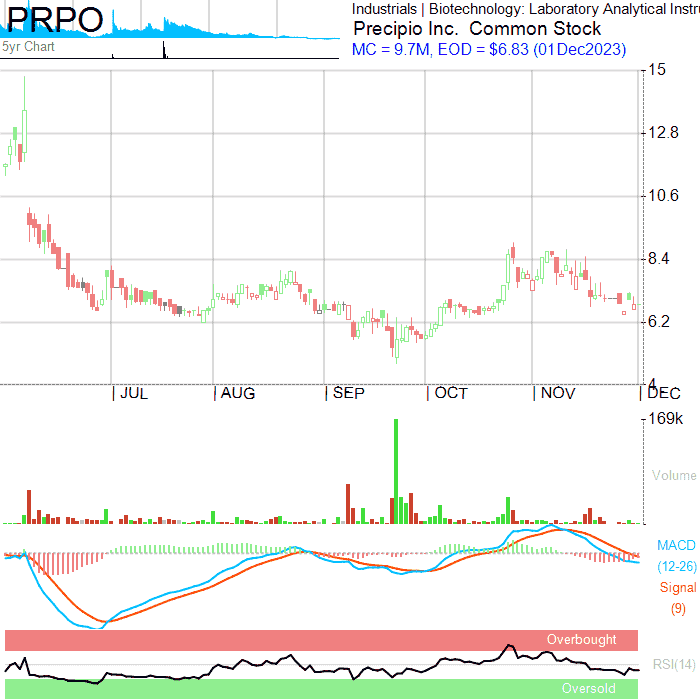 PRPO
5yr Chart
Industrials | Biotechnology: Laboratory Analytical Instru
Precipio Inc. Common Stock
MC = 9.7M, EOD = $6.83 (01Dec2023)
15
12.8
10.6
8.4
6.2
4
JUL AUG SEP OCT NOV DEC
169k
Volume
MACD
(12-26)
Signal
(9)
Overbought
RSI(14)
Oversold